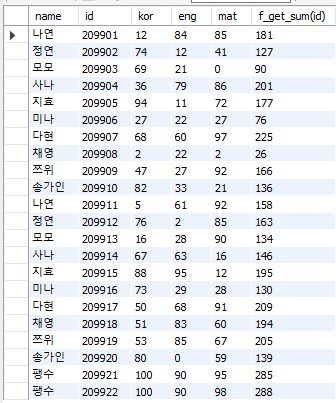 name id kor eng mat f_get_sum(id)
나연 209901 12 84 85 181
정연 209902 74 12 41 127
모모 209903 69 21 0 90
사나 209904 36 79 86 201
지효 209905 94 11 72 177
미나 209906 27 22 27 76
다현 209907 68 60 97 225
채영 209908 2 22 2 26
쯔위 209909 47 27 92 166
송가인 209910 82 33 21 136
나연 209911 5 61 92 158
정연 209912 76 2 85 163
모모 209913 16 28 90 134
사나 209914 67 63 16 146
지효 209915 88 95 12 195
미나 209916 73 29 28 130
다현 209917 50 68 91 209
채영 209918 51 83 60 194
쯔위 209919 53 85 67 205
송가인 209920 80 0 59 139
팽수 209921 100 90 95 285
팽수 209922 100 90 98 288